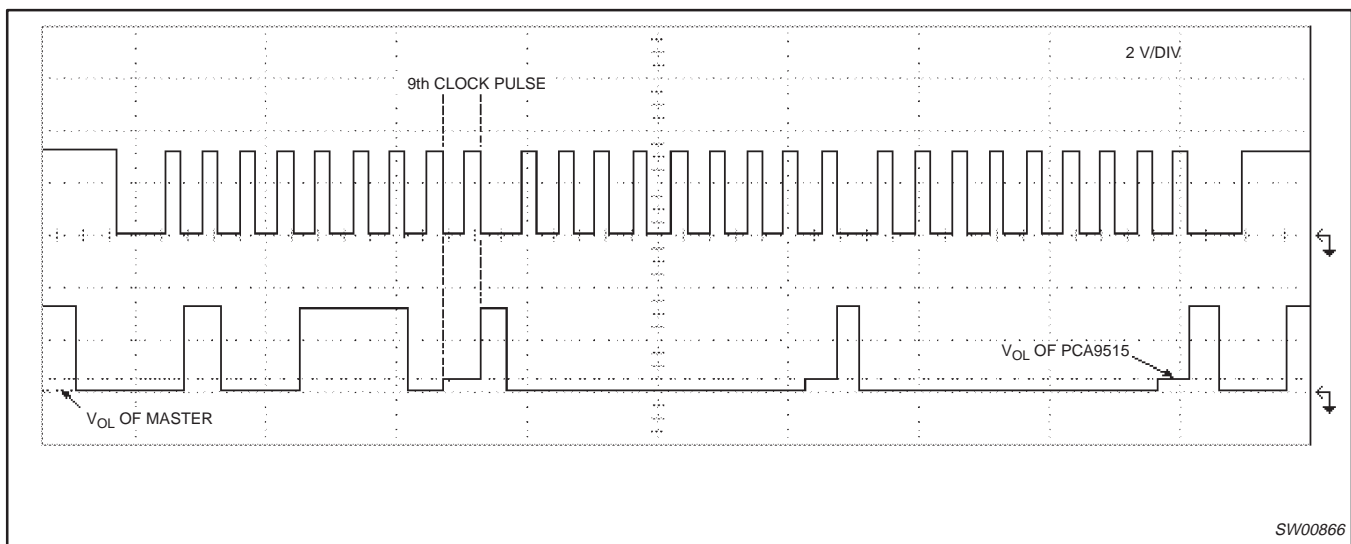 2 V/DIV
9th CLOCK PULSE
VOL OF PCA9515
VOL OF MASTER
SW00866